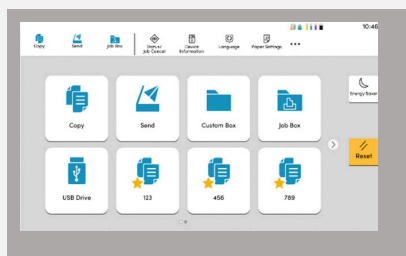 10:46
Copy
Send
Job Box
Status/
Job Cancel
Device
Information
Language
Paper Settings
Copy
Send
Custom Box
Job Box
Energy Saver
Reset
USB Drive
123
456
789